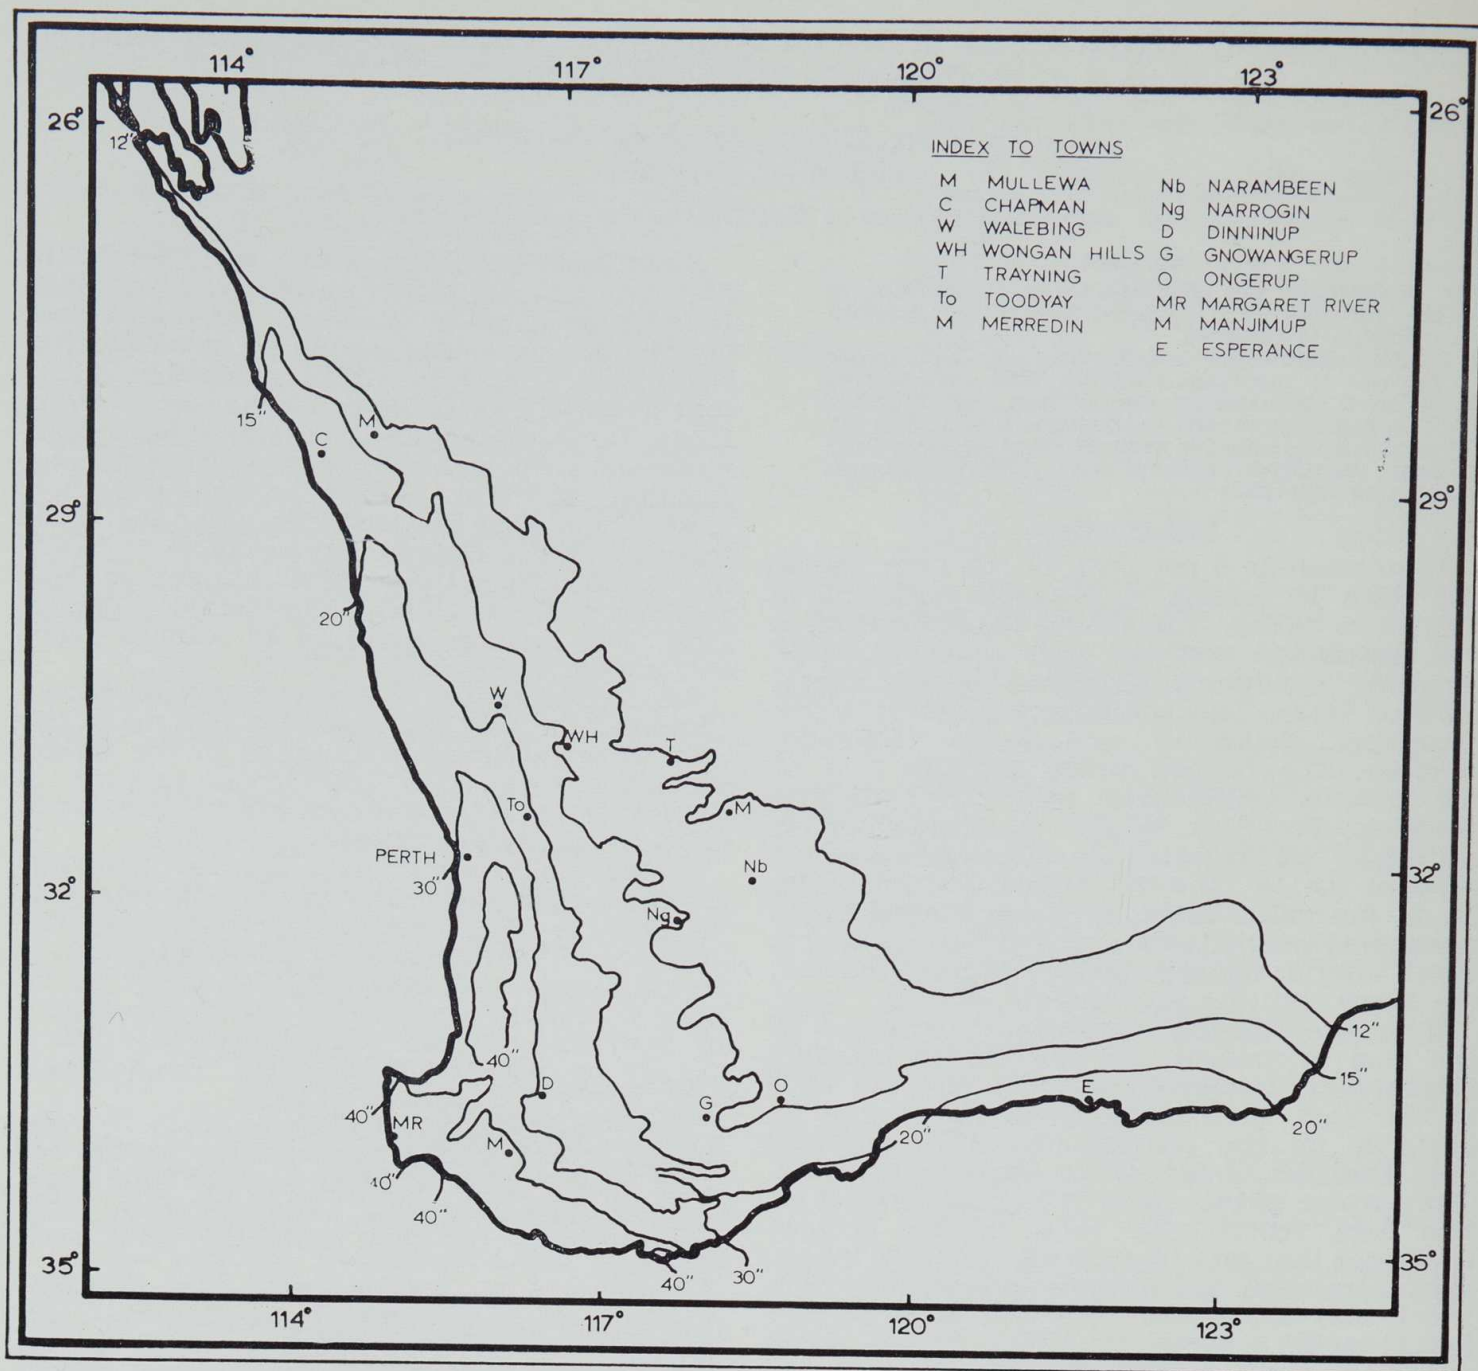 114° 117° 120° 123°
26° 26°
12"
INDEX TO TOWNS
M MULLEWA Nb NARAMBEEN
C CHAPMAN Ng NARROGIN
W WALEBING D DINNINUP
WH WONGAN HILLS G GNOWANGERUP
T TRAYNING O ONGERUP
To TOODYAY MR MARGARET RIVER
M MERREDIN M MANJIMUP
E ESPERANCE
15" M
C
29° 29°
20"
W
WH T
To M
PERTH
30" Nb
32° 32°
Ng
12"
40" 15"
D O E
40" G
MR 20" 20"
M
40"
40"
35° 35°
40" 30"
114° 117° 120° 123°